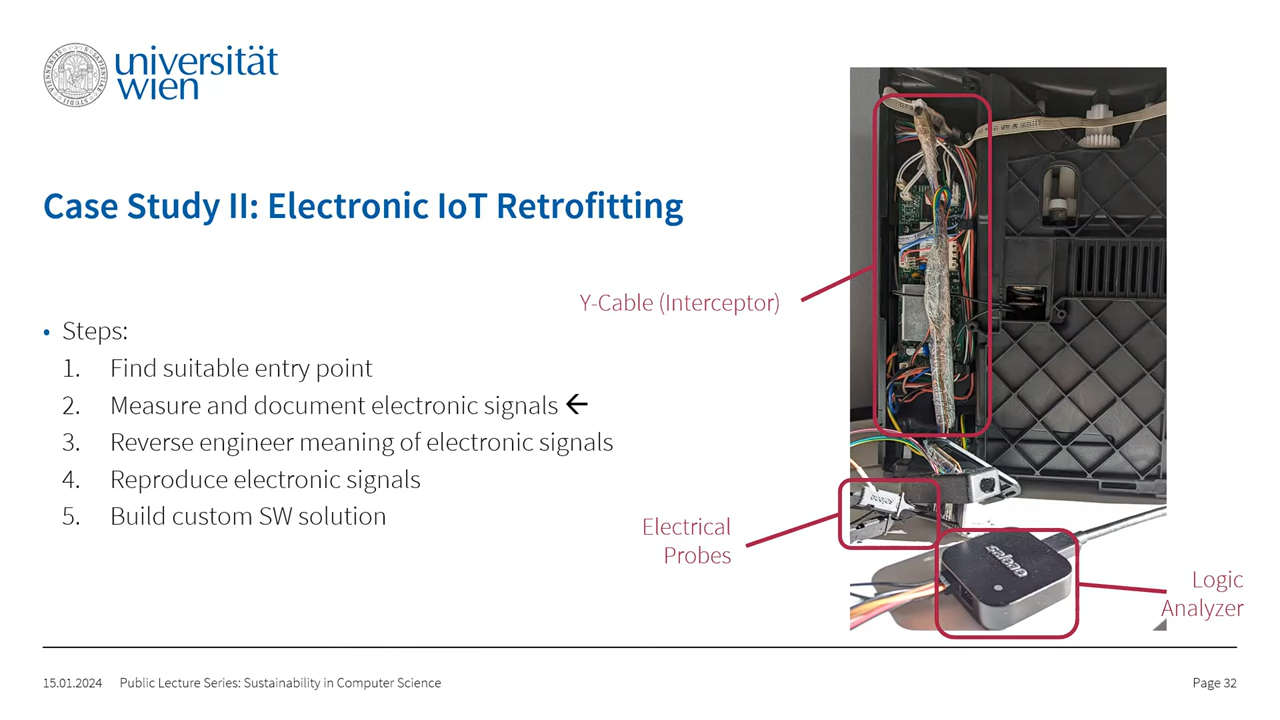 universität
wien
Case Study II: Electronic IoT Retrofitting
• Steps:
1. Find suitable entry point
2. Measure and document electronic signals ←
3. Reverse engineer meaning of electronic signals
4. Reproduce electronic signals
5. Build custom SW solution
Y-Cable (Interceptor)
Electrical
Probes
saleae
Logic
Analyzer
15.01.2024 Public Lecture Series: Sustainability in Computer Science
Page 32